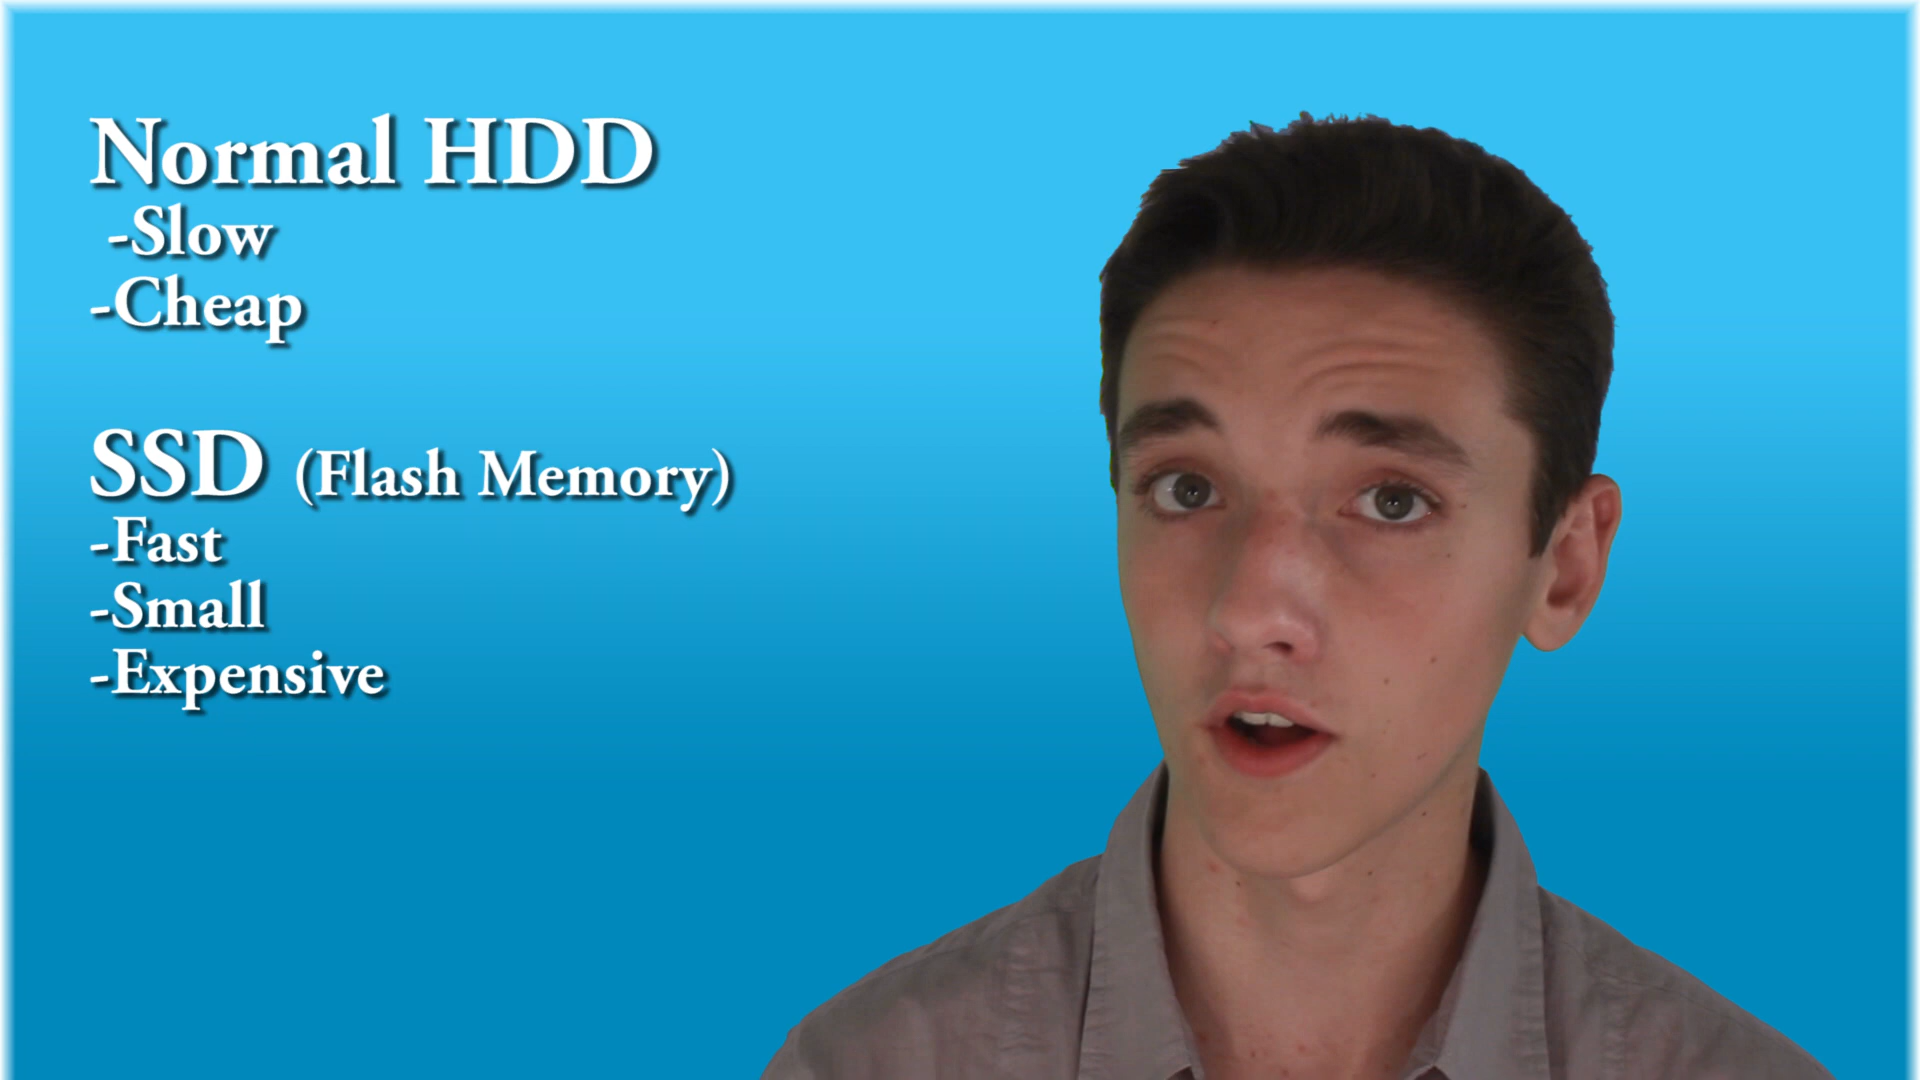 Normal HDD
-Slow
-Cheap
SSD (Flash Memory)
-Fast
-Small
-Expensive